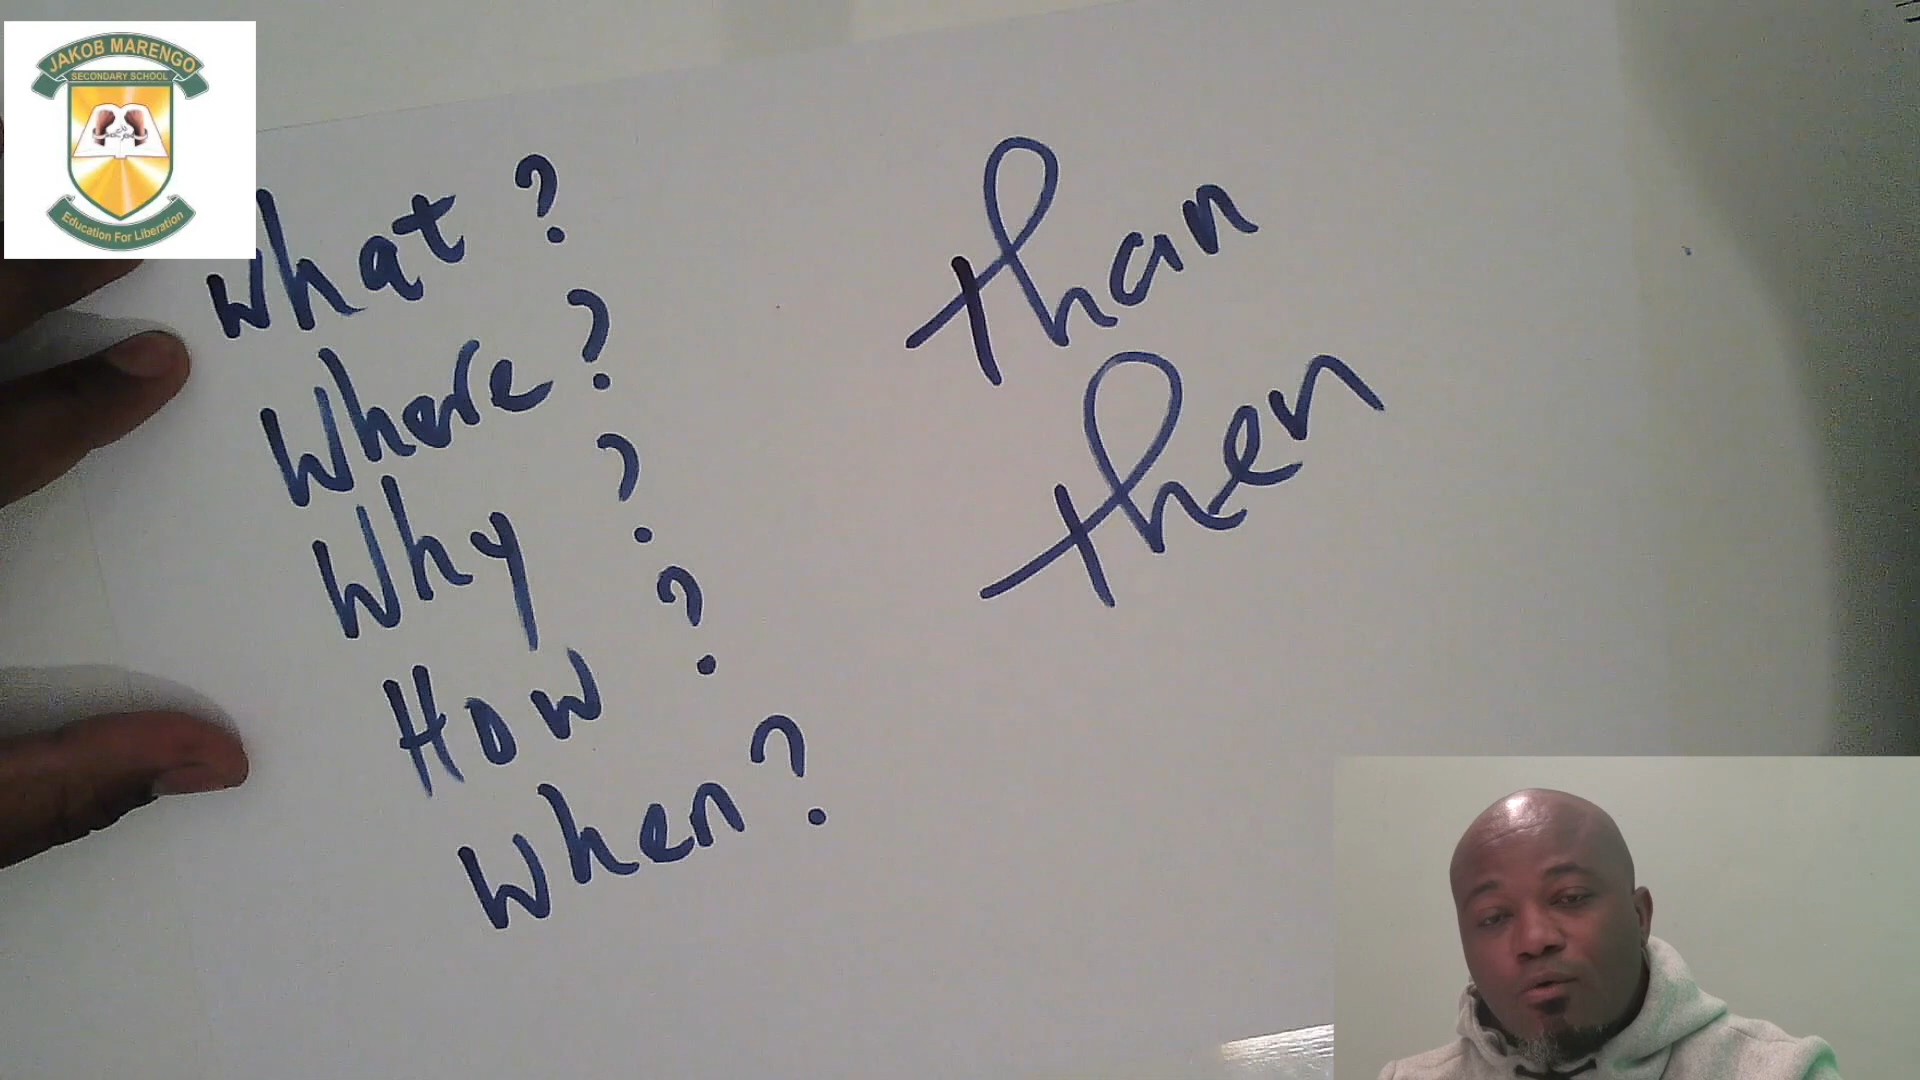 JAKOB MARENGO
SECONDARY SCHOOL
Education For Liberation
What ?
Where ?
Why ?
How ?
When ?
than
then